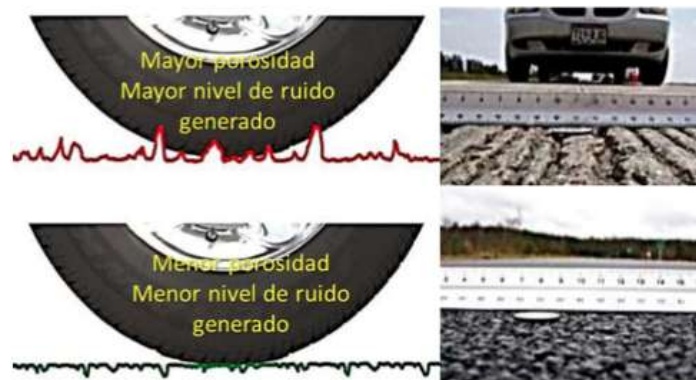 Mayor porosidad
Mayor nivel de ruido
generado
Menor porosidad
Menor nivel de ruido
generado